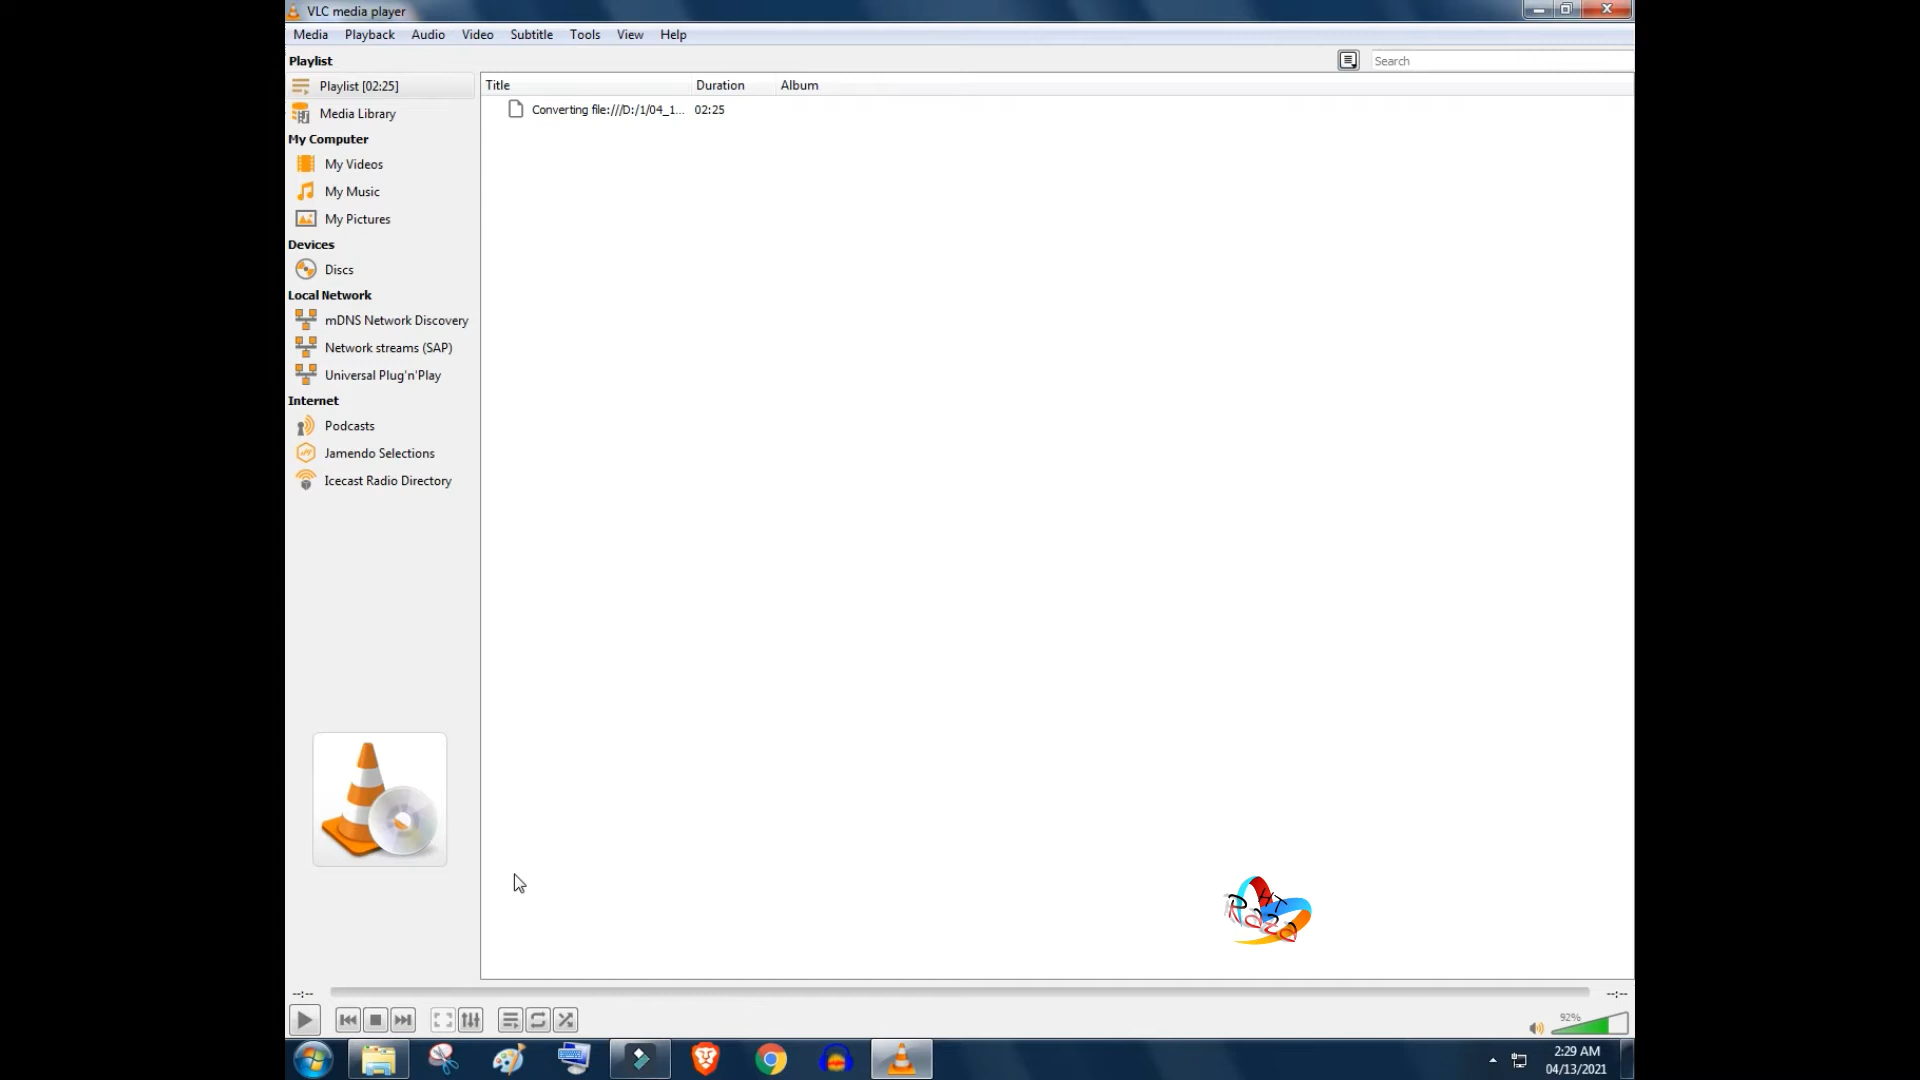 VLC media player
Media Playback Audio Video Subtitle Tools View Help
Playlist
Search
Playlist [02:25]
Media Library
My Computer
My Videos
My Music
My Pictures
Devices
Discs
Local Network
mDNS Network Discovery
Network streams (SAP)
Universal Plug'n'Play
Internet
Podcasts
Jamendo Selections
Icecast Radio Directory
Title Duration Album
Converting file:///D:/1/04_1... 02:25
Raza
--:-- --:--
92%
2:29 AM
04/13/2021